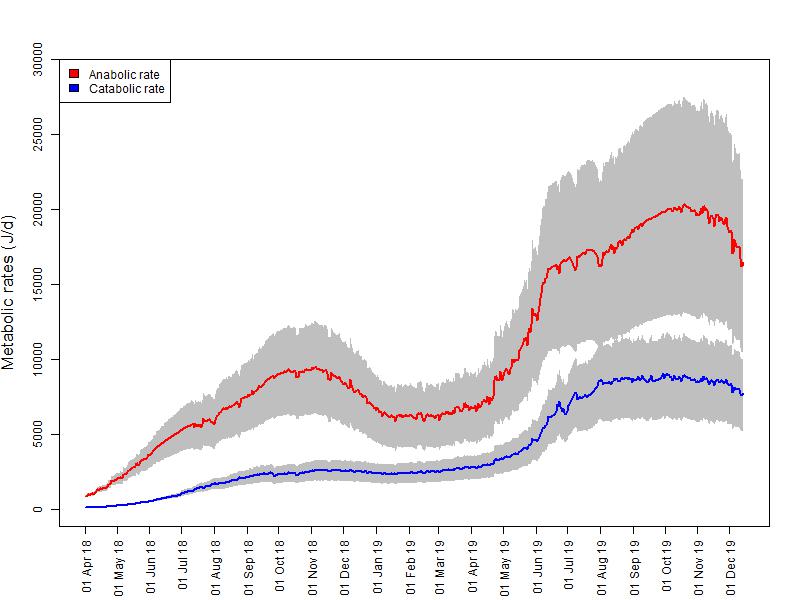 Anabolic rate
Catabolic rate
Metabolic rates (J/d)
30000
25000
20000
15000
10000
5000
0
01 Apr 18
01 May 18
01 Jun 18
01 Jul 18
01 Aug 18
01 Sep 18
01 Oct 18
01 Nov 18
01 Dec 18
01 Jan 19
01 Feb 19
01 Mar 19
01 Apr 19
01 May 19
01 Jun 19
01 Jul 19
01 Aug 19
01 Sep 19
01 Oct 19
01 Nov 19
01 Dec 19